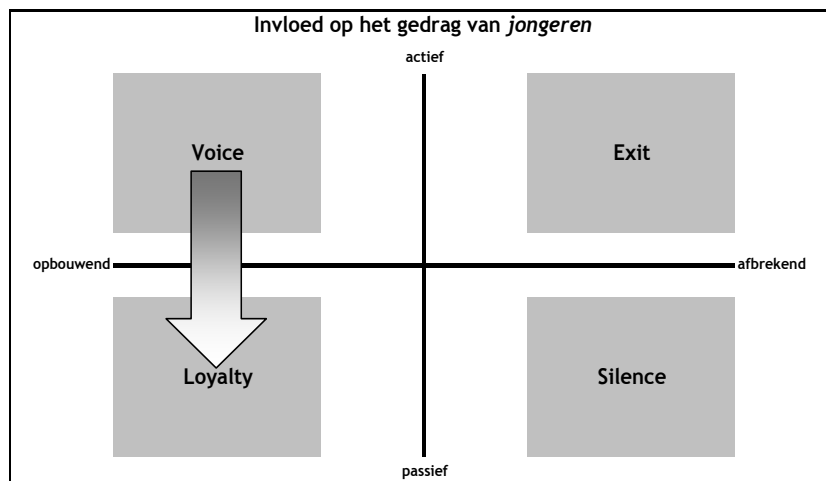 Invloed op het gedrag van jongeren
actief
Voice
Exit
opbouwend
afbrekend
Loyalty
Silence
passief